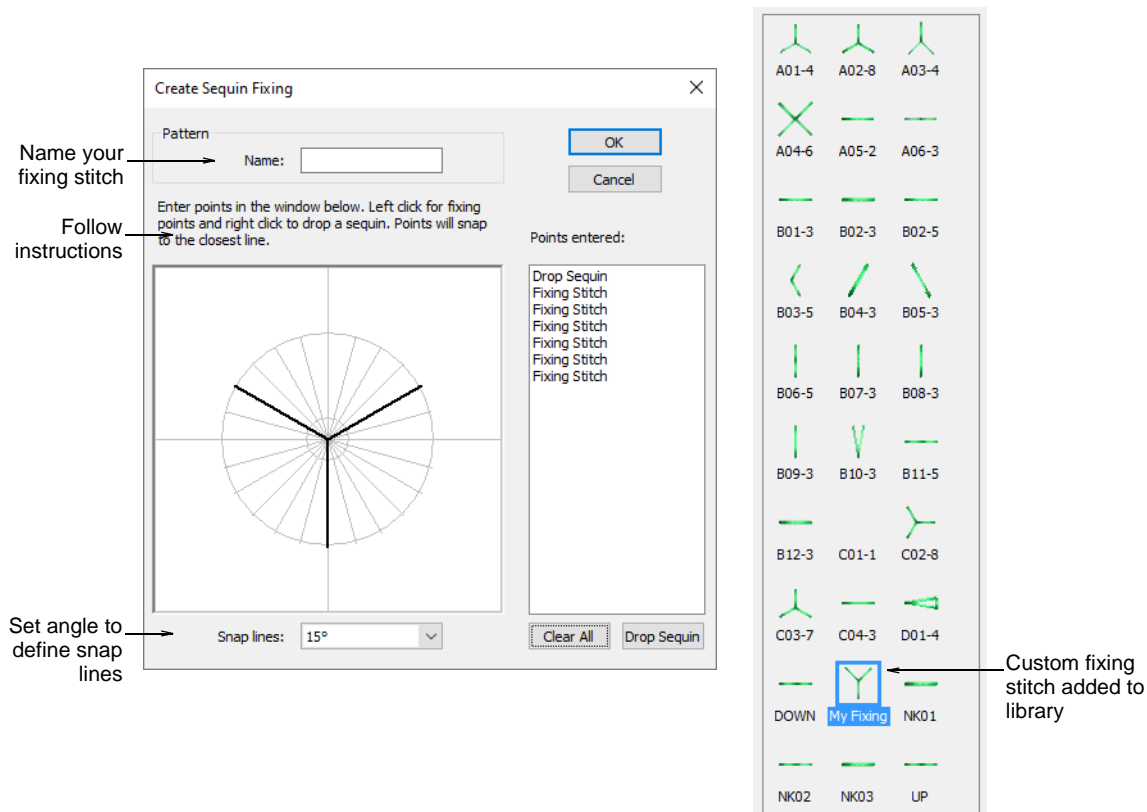 Create Sequin Fixing
Pattern
Name your
fixing stitch
Name:
OK
Cancel
Enter points in the window below. Left click for fixing
points and right click to drop a sequin. Points will snap
to the closest line.
Follow
instructions
Points entered:
Drop Sequin
Fixing Stitch
Fixing Stitch
Fixing Stitch
Fixing Stitch
Fixing Stitch
Fixing Stitch
Set angle to
define snap
lines
Snap lines:
15°
Clear All
Drop Sequin
A01-4 A02-8 A03-4
A04-6 A05-2 A06-3
B01-3 B02-3 B02-5
B03-5 B04-3 B05-3
B06-5 B07-3 B08-3
B09-3 B10-3 B11-5
B12-3 C01-1 C02-8
C03-7 C04-3 D01-4
DOWN My Fixing NK01
NK02 NK03 UP
Custom fixing
stitch added to
library